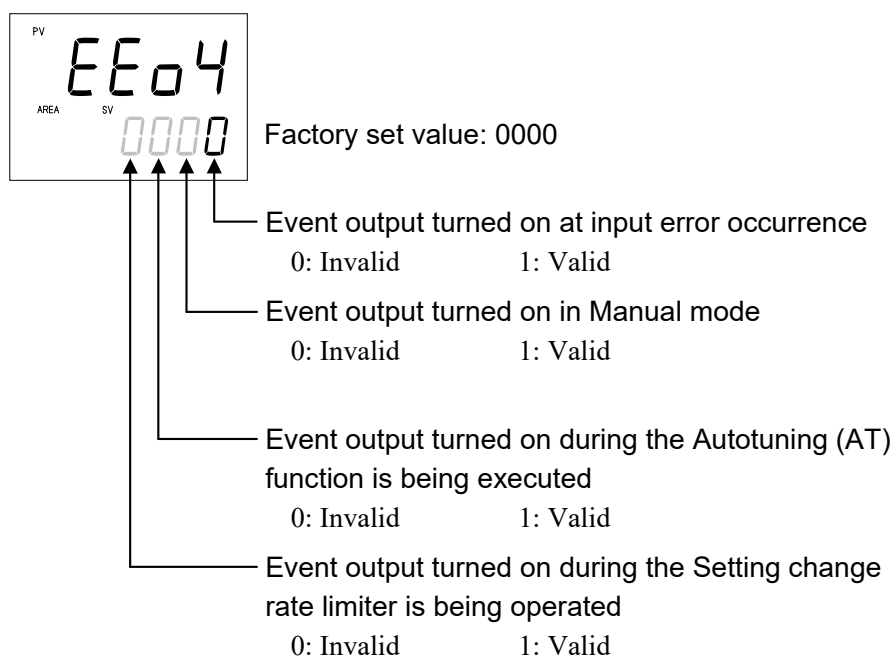 PV
EEo4
AREA SV
0000
Factory set value: 0000
Event output turned on at input error occurrence
0: Invalid 1: Valid
Event output turned on in Manual mode
0: Invalid 1: Valid
Event output turned on during the Autotuning (AT)
function is being executed
0: Invalid 1: Valid
Event output turned on during the Setting change
rate limiter is being operated
0: Invalid 1: Valid